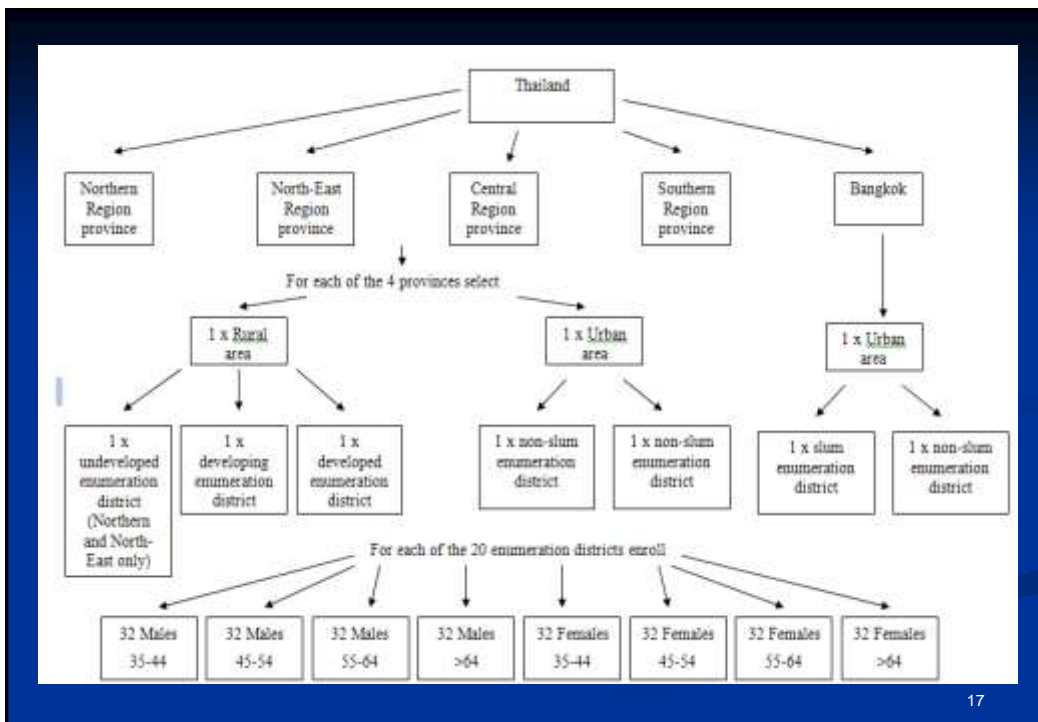 Thailand
Northern
Region
province
North-East
Region
province
Central
Region
province
Southern
Region
province
Bangkok
For each of the 4 provinces select
1 x Rural
area
1 x Urban
area
1 x Urban
area
1 x
undeveloped
enumeration
district
(Northern
and North-
East only)
1 x
developing
enumeration
district
1 x
developed
enumeration
district
1 x non-slum
enumeration
district
1 x non-slum
enumeration
district
1 x slum
enumeration
district
1 x non-slum
enumeration
district
For each of the 20 enumeration districts enroll
32 Males
35-44
32 Males
45-54
32 Males
55-64
32 Males
>64
32 Females
35-44
32 Females
45-54
32 Females
55-64
32 Females
>64
17